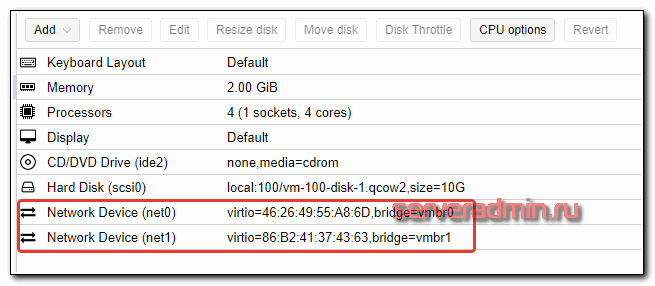 Add Remove Edit Resize disk Move disk Disk Throttle CPU options Revert
Keyboard Layout Default
Memory 2.00 GiB
Processors 4 (1 sockets, 4 cores)
Display Default
CD/DVD Drive (ide2) none,media=cdrom
Hard Disk (scsi0) local:100/vm-100-disk-1.qcow2,size=10G
Network Device (net0) virtio=46:26:49:55:A8:6D,bridge=vmbr0
serveradmin.ru
Network Device (net1) virtio=86:B2:41:37:43:63,bridge=vmbr1